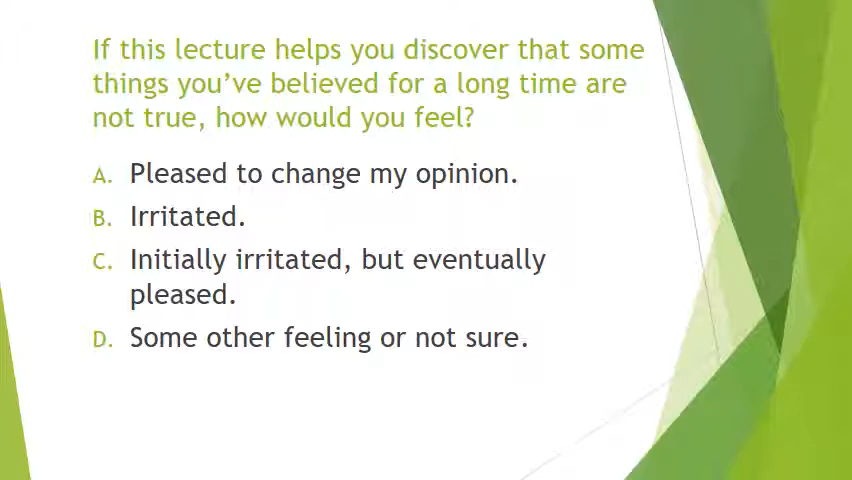 If this lecture helps you discover that some
things you’ve believed for a long time are
not true, how would you feel?
A. Pleased to change my opinion.
B. Irritated.
C. Initially irritated, but eventually
pleased.
D. Some other feeling or not sure.